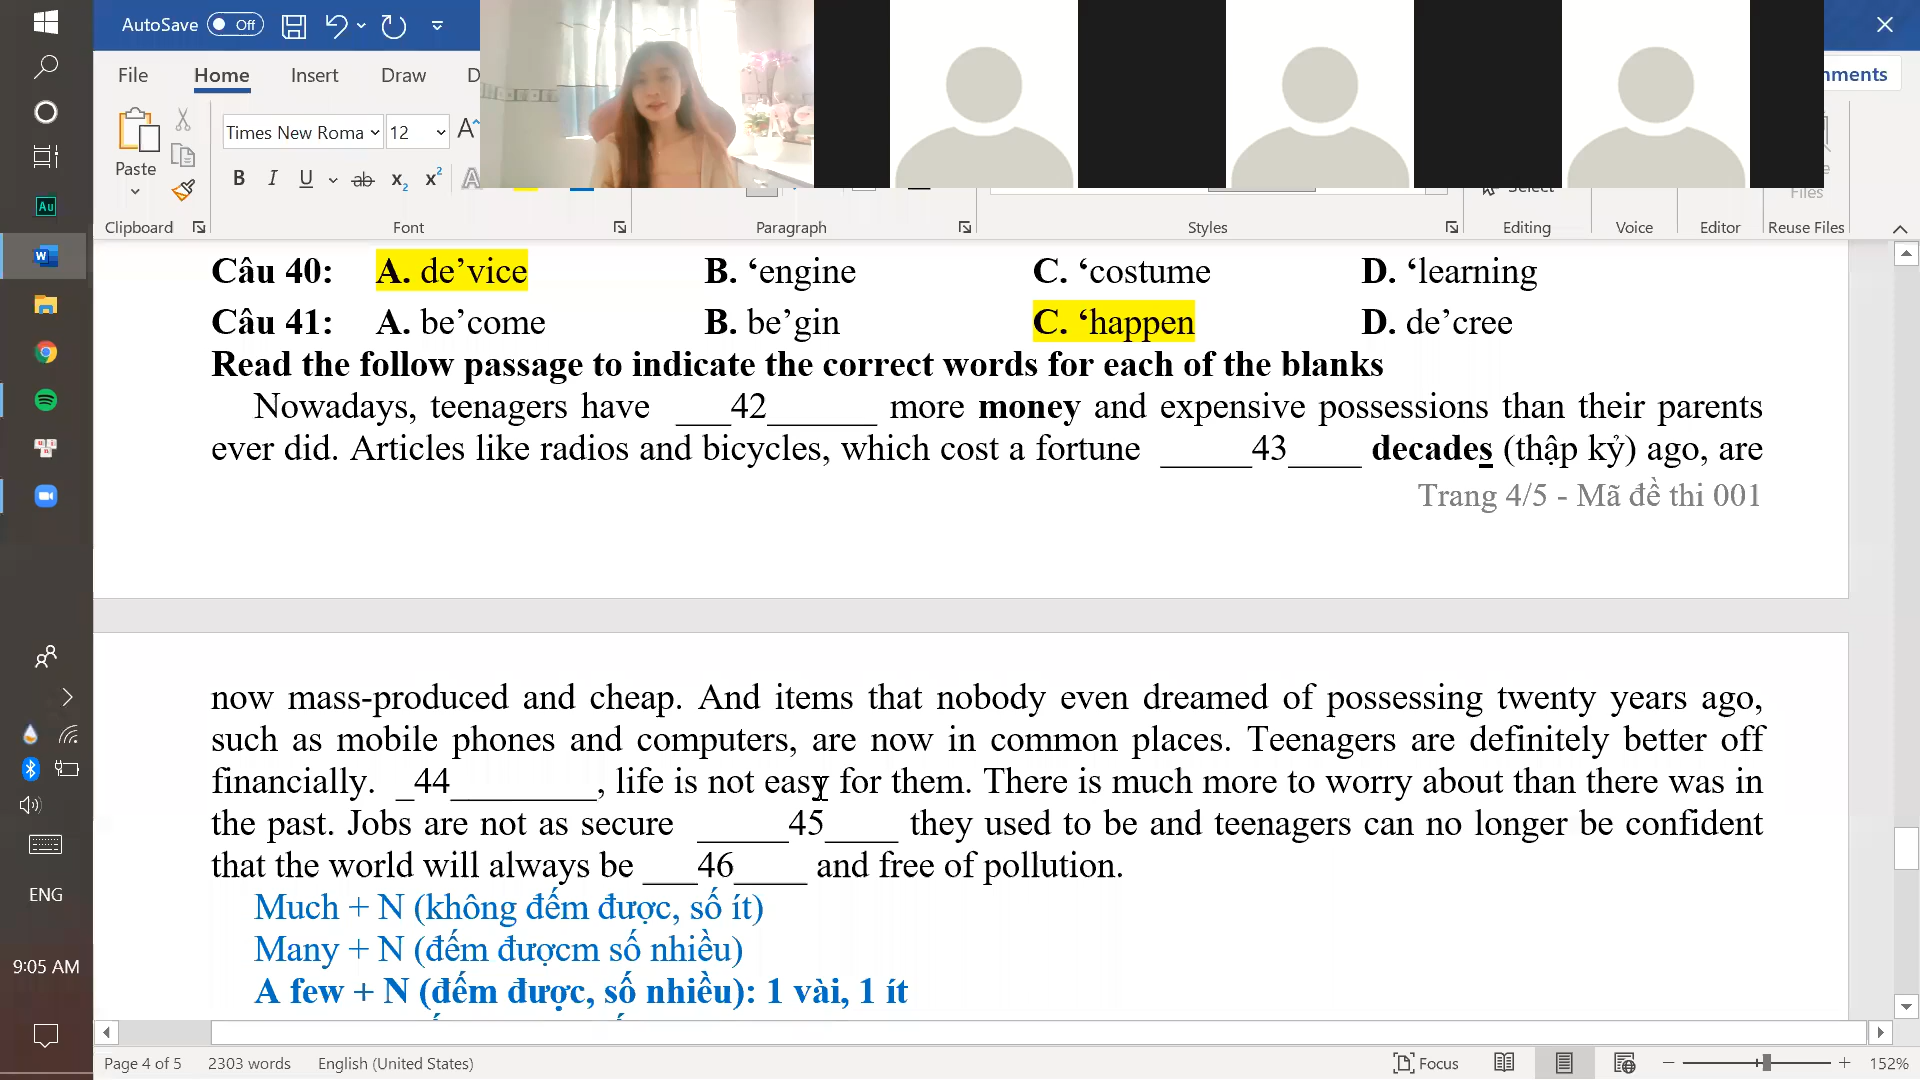 AutoSave Off
File Home Insert Draw D
mments
Times New Roma 12 A^
Paste
B I U ab x2 x2 A
Select
Files
Clipboard Font Paragraph Styles Editing Voice Editor Reuse Files
Câu 40: A. de’vice B. ‘engine C. ‘costume D. ‘learning
Câu 41: A. be’come B. be’gin C. ‘happen D. de’cree
Read the follow passage to indicate the correct words for each of the blanks
Nowadays, teenagers have ___42______ more money and expensive possessions than their parents
ever did. Articles like radios and bicycles, which cost a fortune _____43____ decades (thập kỷ) ago, are
Trang 4/5 - Mã đề thi 001
now mass-produced and cheap. And items that nobody even dreamed of possessing twenty years ago,
such as mobile phones and computers, are now in common places. Teenagers are definitely better off
financially. _44________, life is not easy for them. There is much more to worry about than there was in
the past. Jobs are not as secure _____45____ they used to be and teenagers can no longer be confident
that the world will always be ___46____ and free of pollution.
Much + N (không đếm được, số ít)
Many + N (đếm đượcm số nhiều)
A few + N (đếm được, số nhiều): 1 vài, 1 ít
Au
W
ENG
9:05 AM
Page 4 of 5 2303 words English (United States) Focus 152%